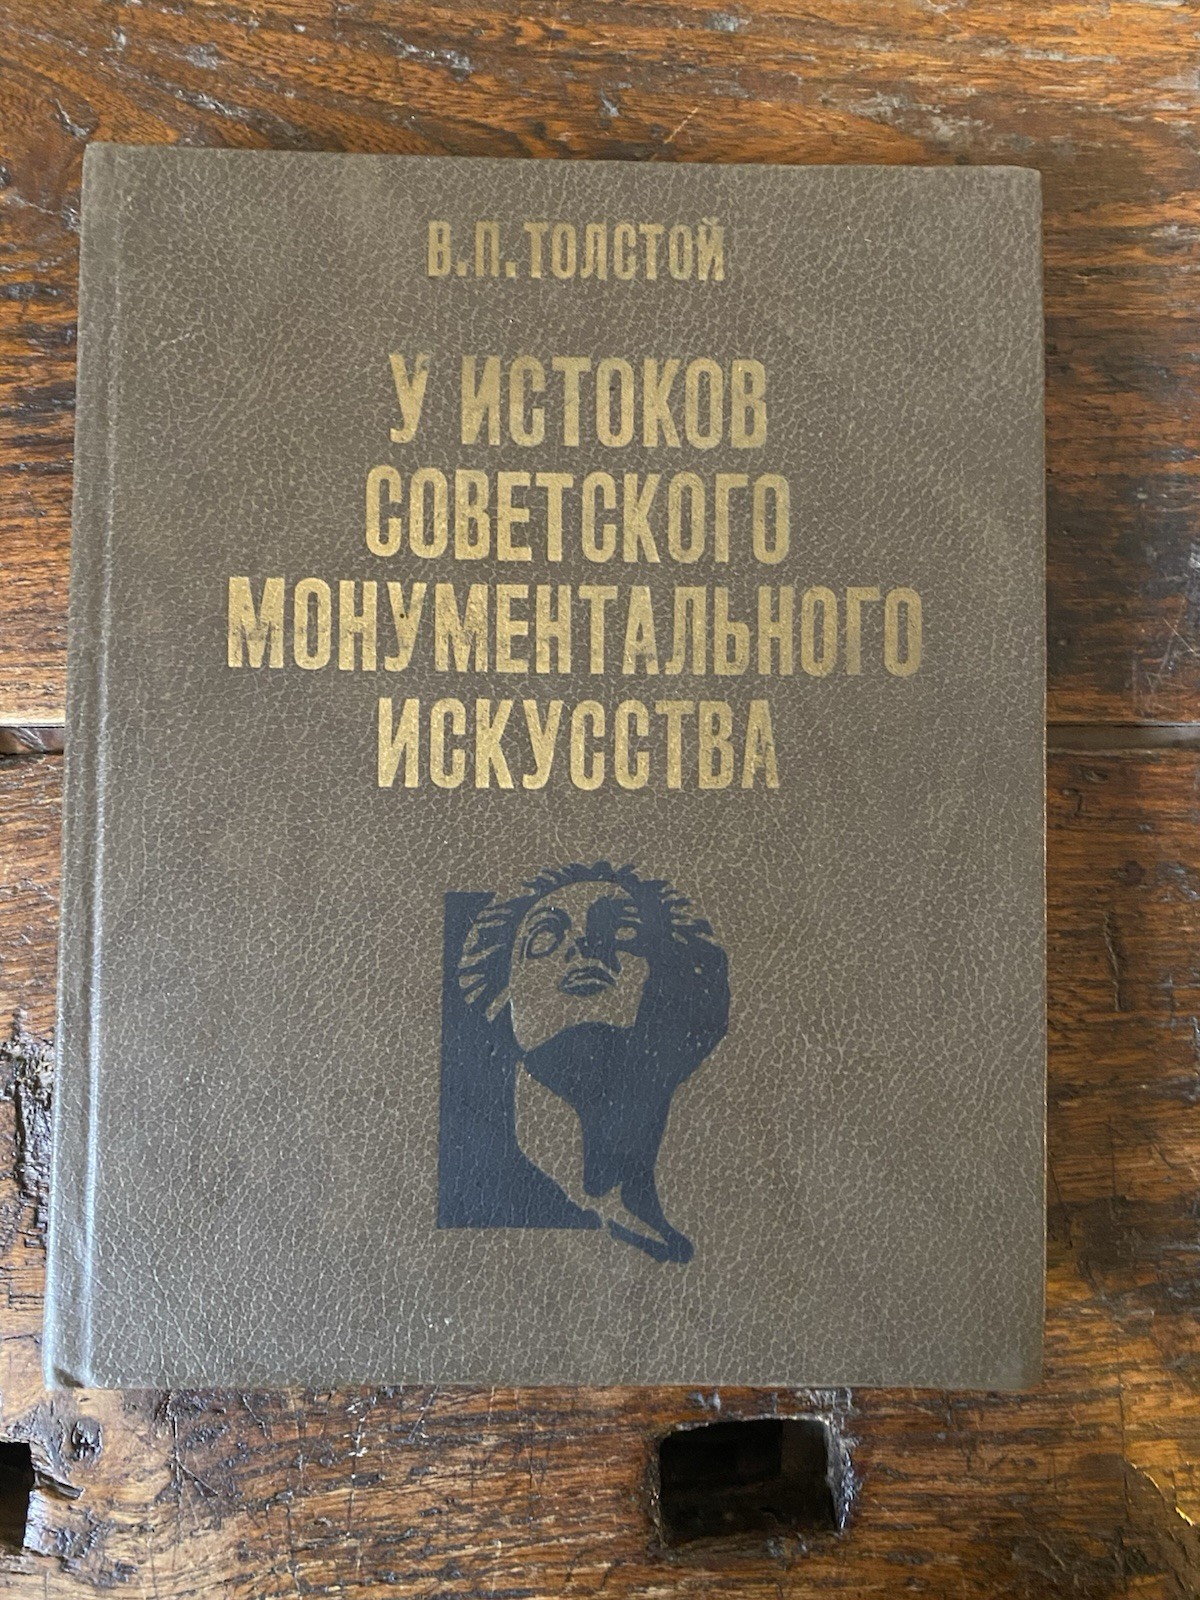 В.П.ТОЛСТОЙ
У ИСТОКОВ
СОВЕТСКОГО
МОНУМЕНТАЛЬНОГО
ИСКУССТВА